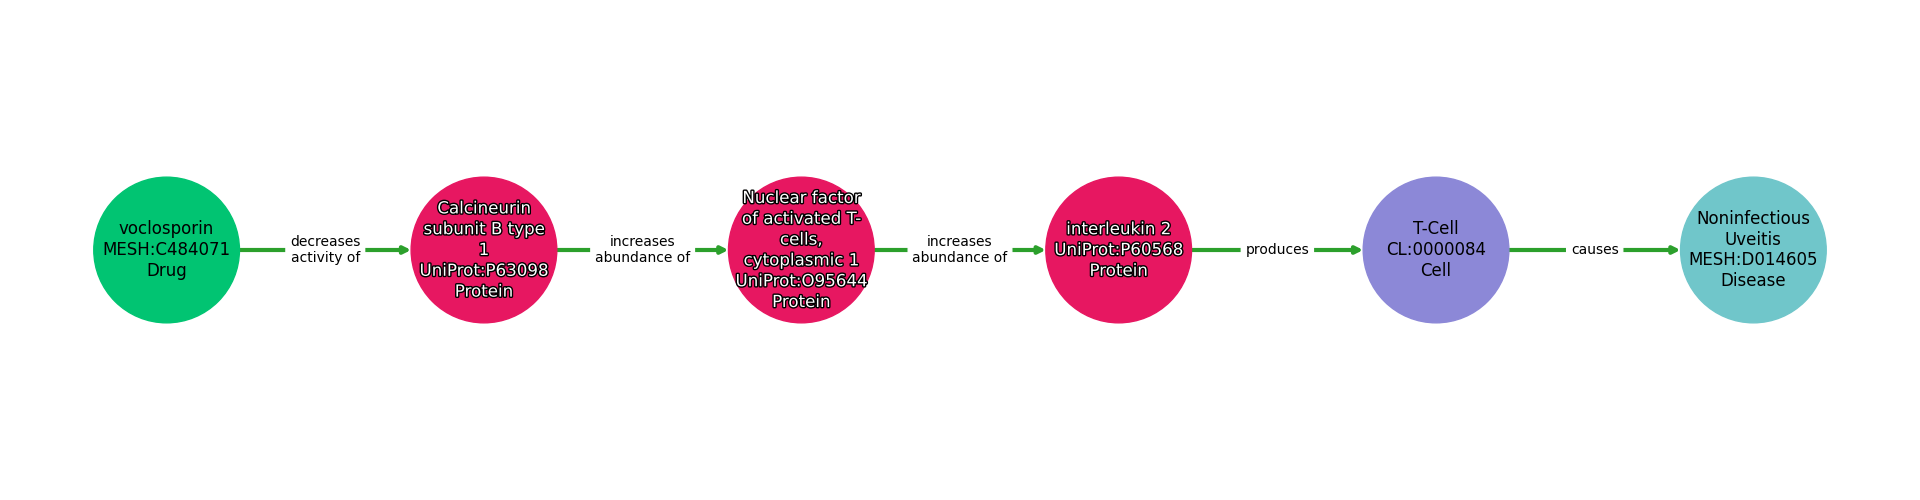 voclosporin
MESH:C484071
Drug
decreases
activity of
Calcineurin
subunit B type
1
UniProt:P63098
Protein
increases
abundance of
Nuclear factor
of activated T-
cells,
cytoplasmic 1
UniProt:O95644
Protein
increases
abundance of
interleukin 2
UniProt:P60568
Protein
produces
T-Cell
CL:0000084
Cell
causes
Noninfectious
Uveitis
MESH:D014605
Disease